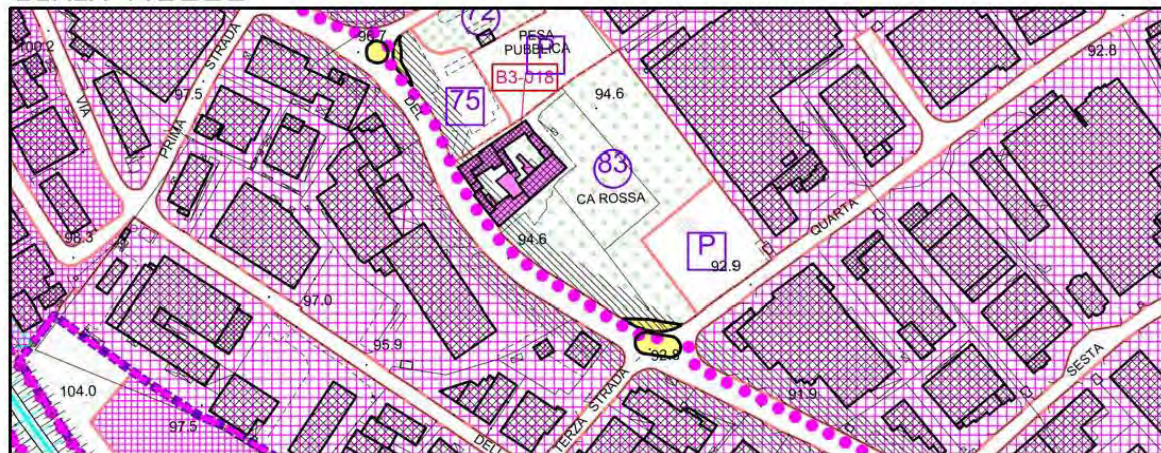 96.7
72
PESA
PUBBLICA
P
B3-018
100.2
STRADA
92.8
97.5
VIA
75
DEL
94.6
PRIMA
83
CA ROSSA
QUARTA
98.3
94.6
P
92.9
97.0
95.9
92.8
STRADA
SESTA
104.0
91.9
97.5
DEL
TERZA